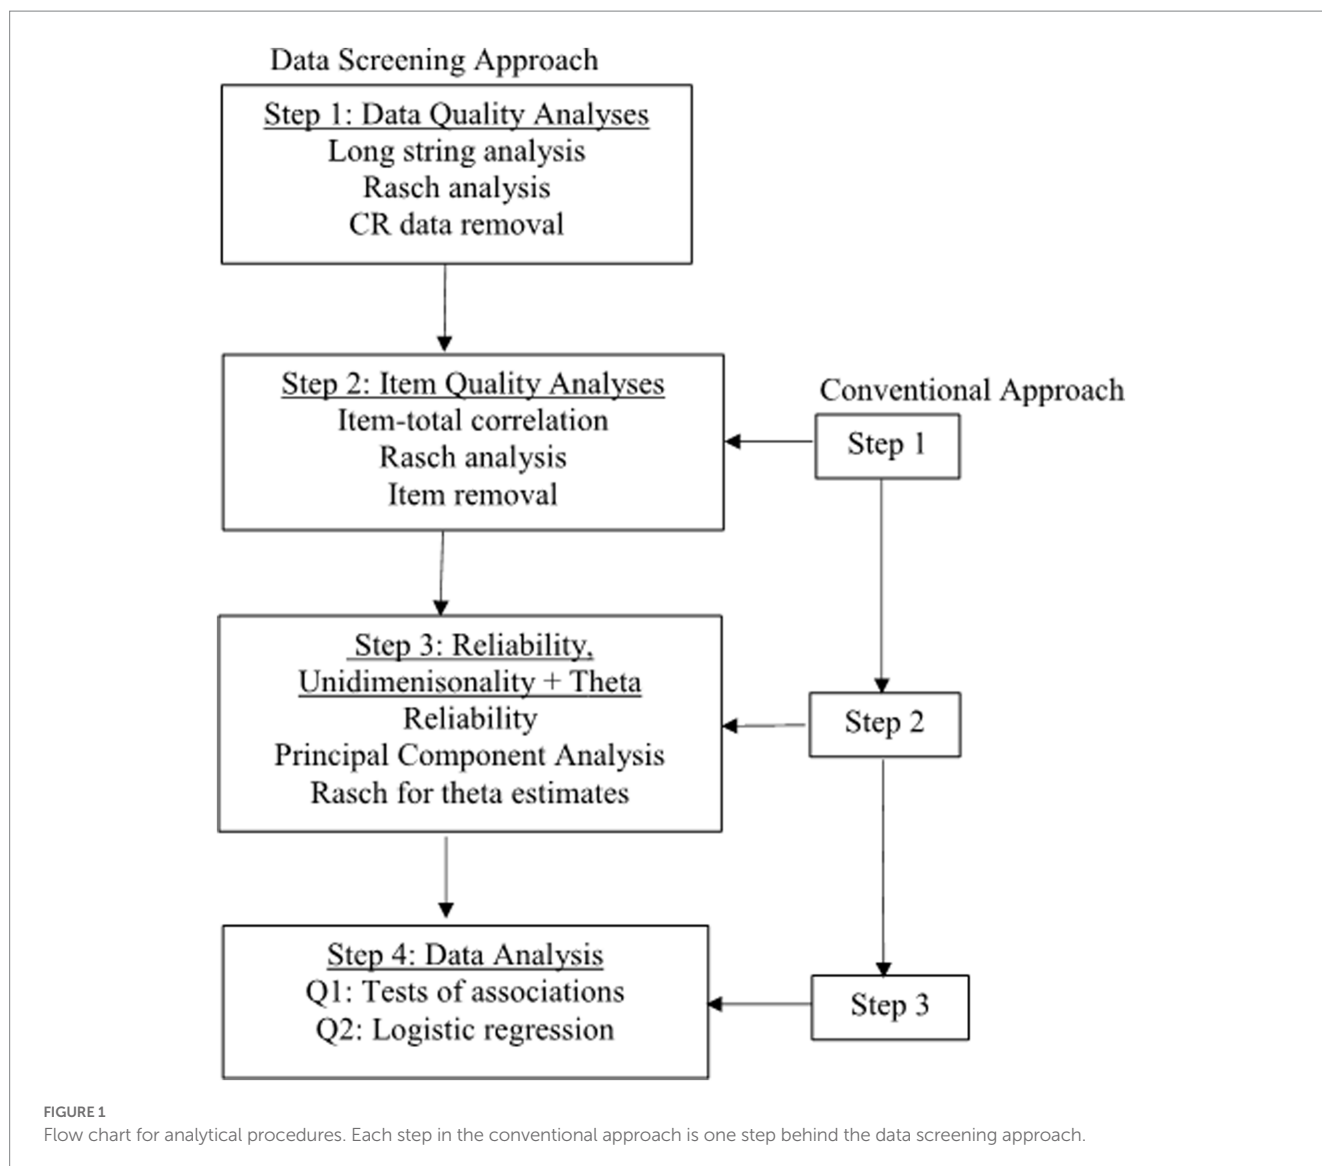 Data Screening Approach
Step 1: Data Quality Analyses
Long string analysis
Rasch analysis
CR data removal
Step 2: Item Quality Analyses
Item-total correlation
Rasch analysis
Item removal
Conventional Approach
Step 1
Step 3: Reliability,
Unidimenisonality + Theta
Reliability
Principal Component Analysis
Rasch for theta estimates
Step 2
Step 4: Data Analysis
Q1: Tests of associations
Q2: Logistic regression
Step 3
FIGURE 1
Flow chart for analytical procedures. Each step in the conventional approach is one step behind the data screening approach.